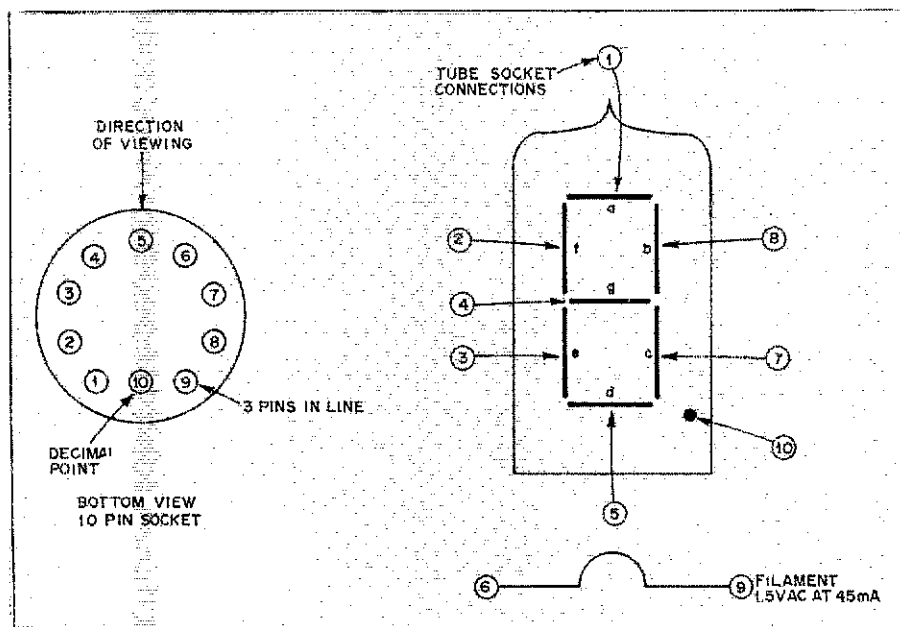 1
TUBE SOCKET
CONNECTIONS
DIRECTION
OF VIEWING
5
4
6
3
7
2
8
1
10
9
3 PINS IN LINE
DECIMAL
POINT
BOTTOM VIEW
10 PIN SOCKET
a
2
f
b
8
g
4
3
e
c
7
d
10
5
6
9
FILAMENT
1.5VAC AT 45mA